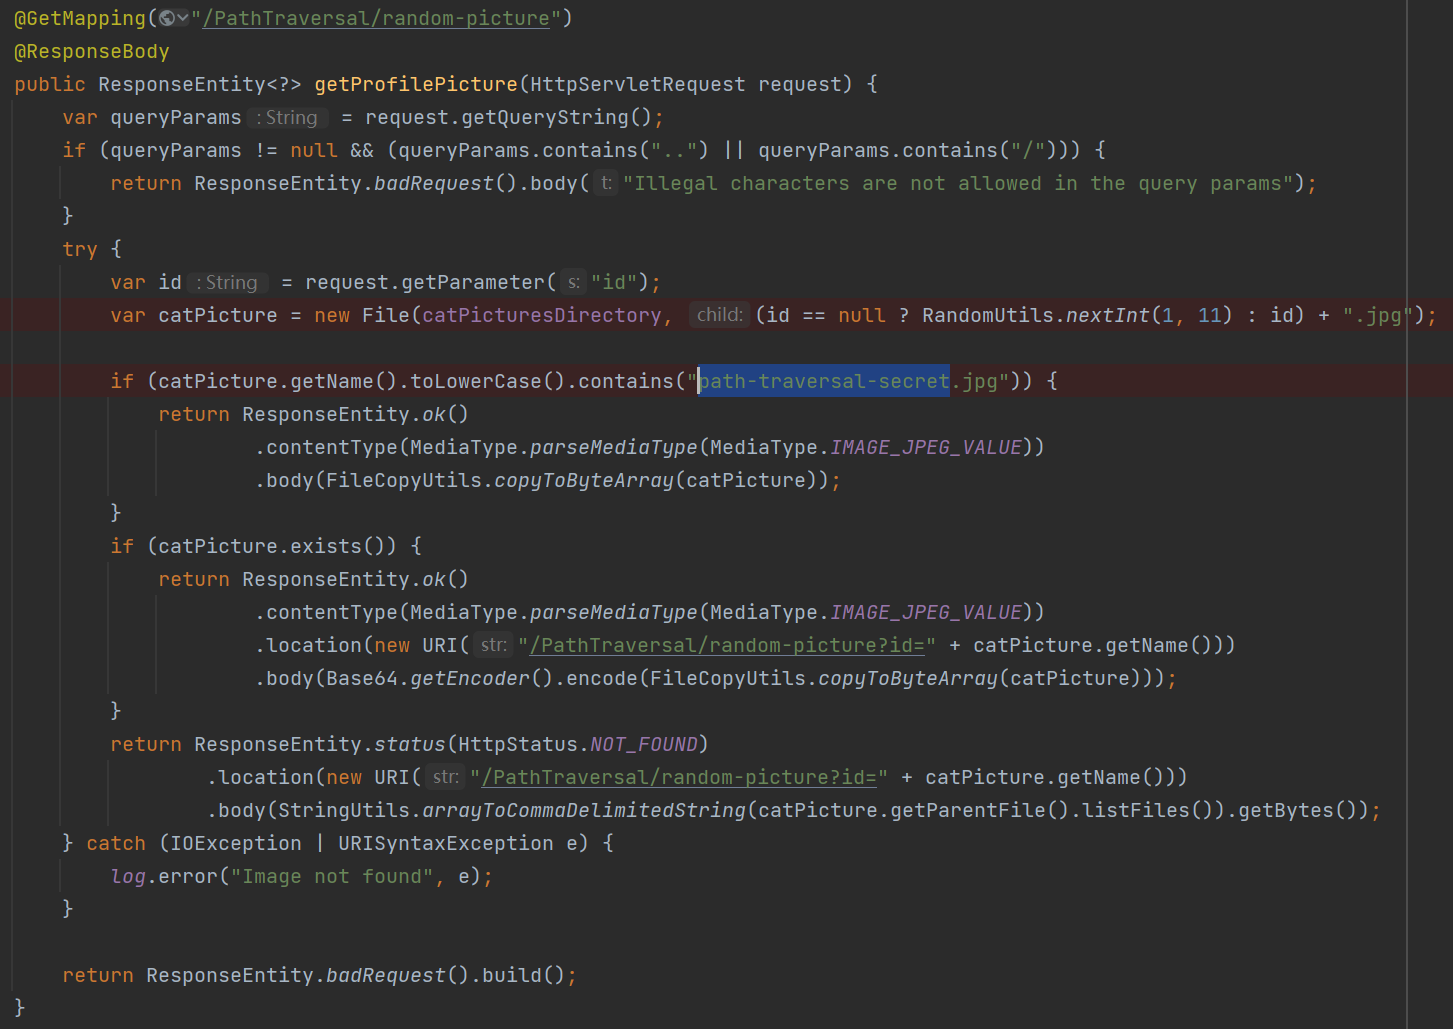 @GetMapping("/PathTraversal/random-picture")
@ResponseBody
public ResponseEntity<?> getProfilePicture(HttpServletRequest request) {
    var queryParams : String = request.getQueryString();
    if (queryParams != null && (queryParams.contains("..") || queryParams.contains("/"))) {
        return ResponseEntity.badRequest().body( t: "Illegal characters are not allowed in the query params");
    }
    try {
        var id : String = request.getParameter( s: "id");
        var catPicture = new File(catPicturesDirectory, child: (id == null ? RandomUtils.nextInt(1, 11) : id) + ".jpg");
        if (catPicture.getName().toLowerCase().contains("path-traversal-secret.jpg")) {
            return ResponseEntity.ok()
                    .contentType(MediaType.parseMediaType(MediaType.IMAGE_JPEG_VALUE))
                    .body(FileCopyUtils.copyToByteArray(catPicture));
        }
        if (catPicture.exists()) {
            return ResponseEntity.ok()
                    .contentType(MediaType.parseMediaType(MediaType.IMAGE_JPEG_VALUE))
                    .location(new URI( str: "/PathTraversal/random-picture?id=" + catPicture.getName()))
                    .body(Base64.getEncoder().encode(FileCopyUtils.copyToByteArray(catPicture)));
        }
        return ResponseEntity.status(HttpStatus.NOT_FOUND)
                .location(new URI( str: "/PathTraversal/random-picture?id=" + catPicture.getName()))
                .body(StringUtils.arrayToCommaDelimitedString(catPicture.getParentFile().listFiles()).getBytes());
    } catch (IOException | URISyntaxException e) {
        log.error("Image not found", e);
    }
    return ResponseEntity.badRequest().build();
}